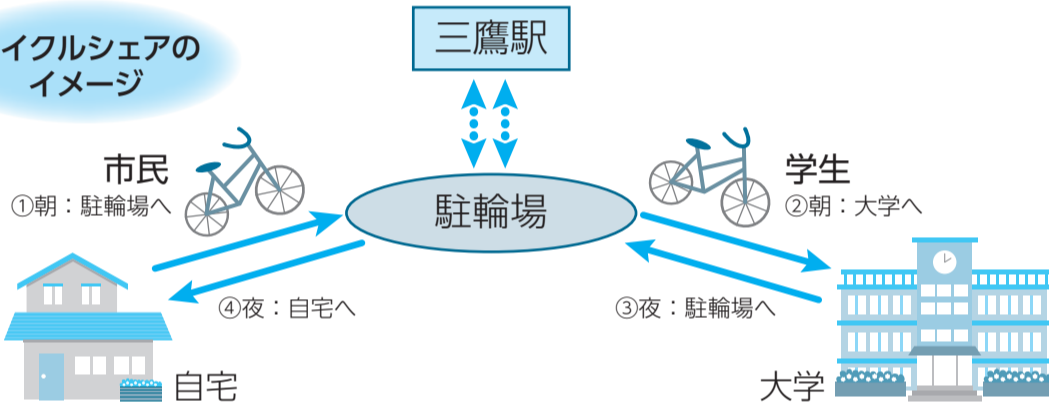 イクルシェアの
イメージ
三鷹駅
市民
①朝：駐輪場へ
駐輪場
学生
②朝：大学へ
④夜：自宅へ
③夜：駐輪場へ
自宅
大学